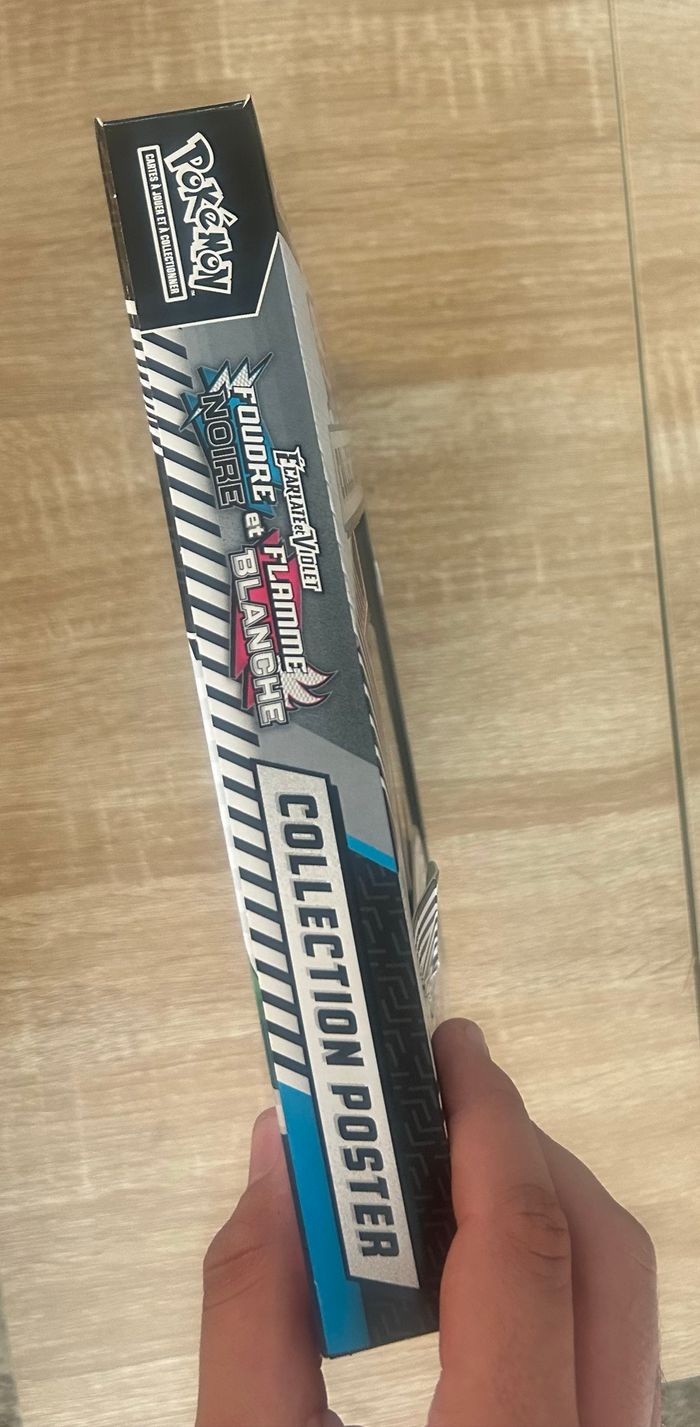 POKÉMON
CARTES À JOUER ET À COLLECTIONNER
ÉCARLATE et VIOLET
FOUDRE
NOIRE
et
FLAMME
BLANCHE
COLLECTION POSTER